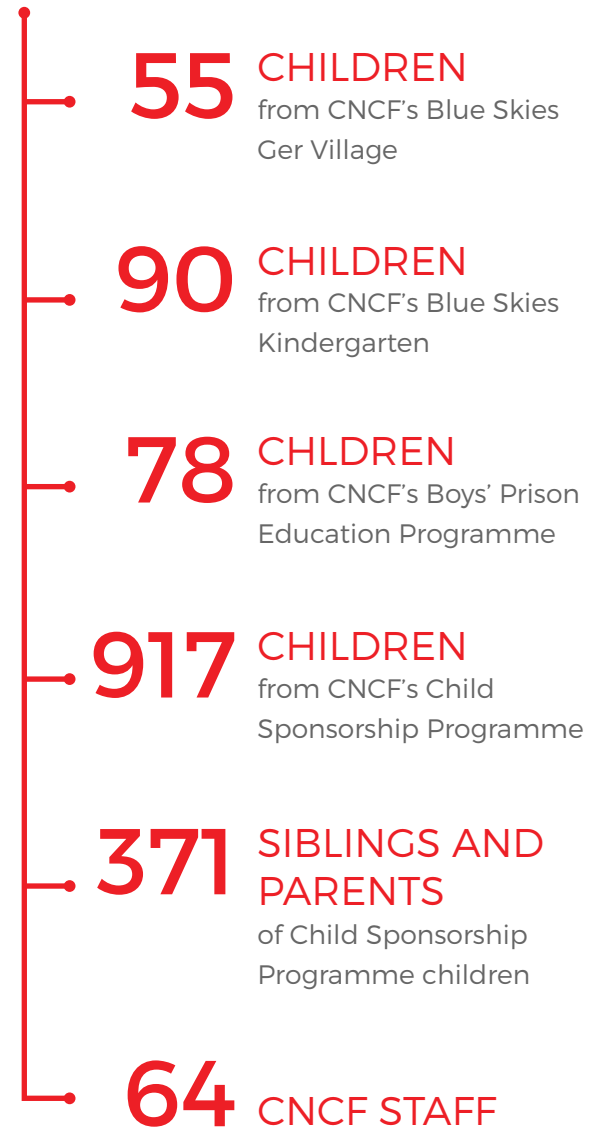 55 CHILDREN
from CNCF’s Blue Skies
Ger Village
90 CHILDREN
from CNCF’s Blue Skies
Kindergarten
78 CHLDREN
from CNCF’s Boys’ Prison
Education Programme
917 CHILDREN
from CNCF’s Child
Sponsorship Programme
371 SIBLINGS AND
PARENTS
of Child Sponsorship
Programme children
64 CNCF STAFF